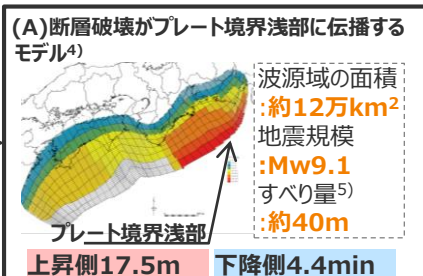 (A)断層破壊がプレート境界浅部に伝播する
モデル4)
波源域の面積
:約12万km2
地震規模
:Mw9.1
すべり量5)
:約40m
プレート境界浅部
上昇側17.5m 下降側4.4min